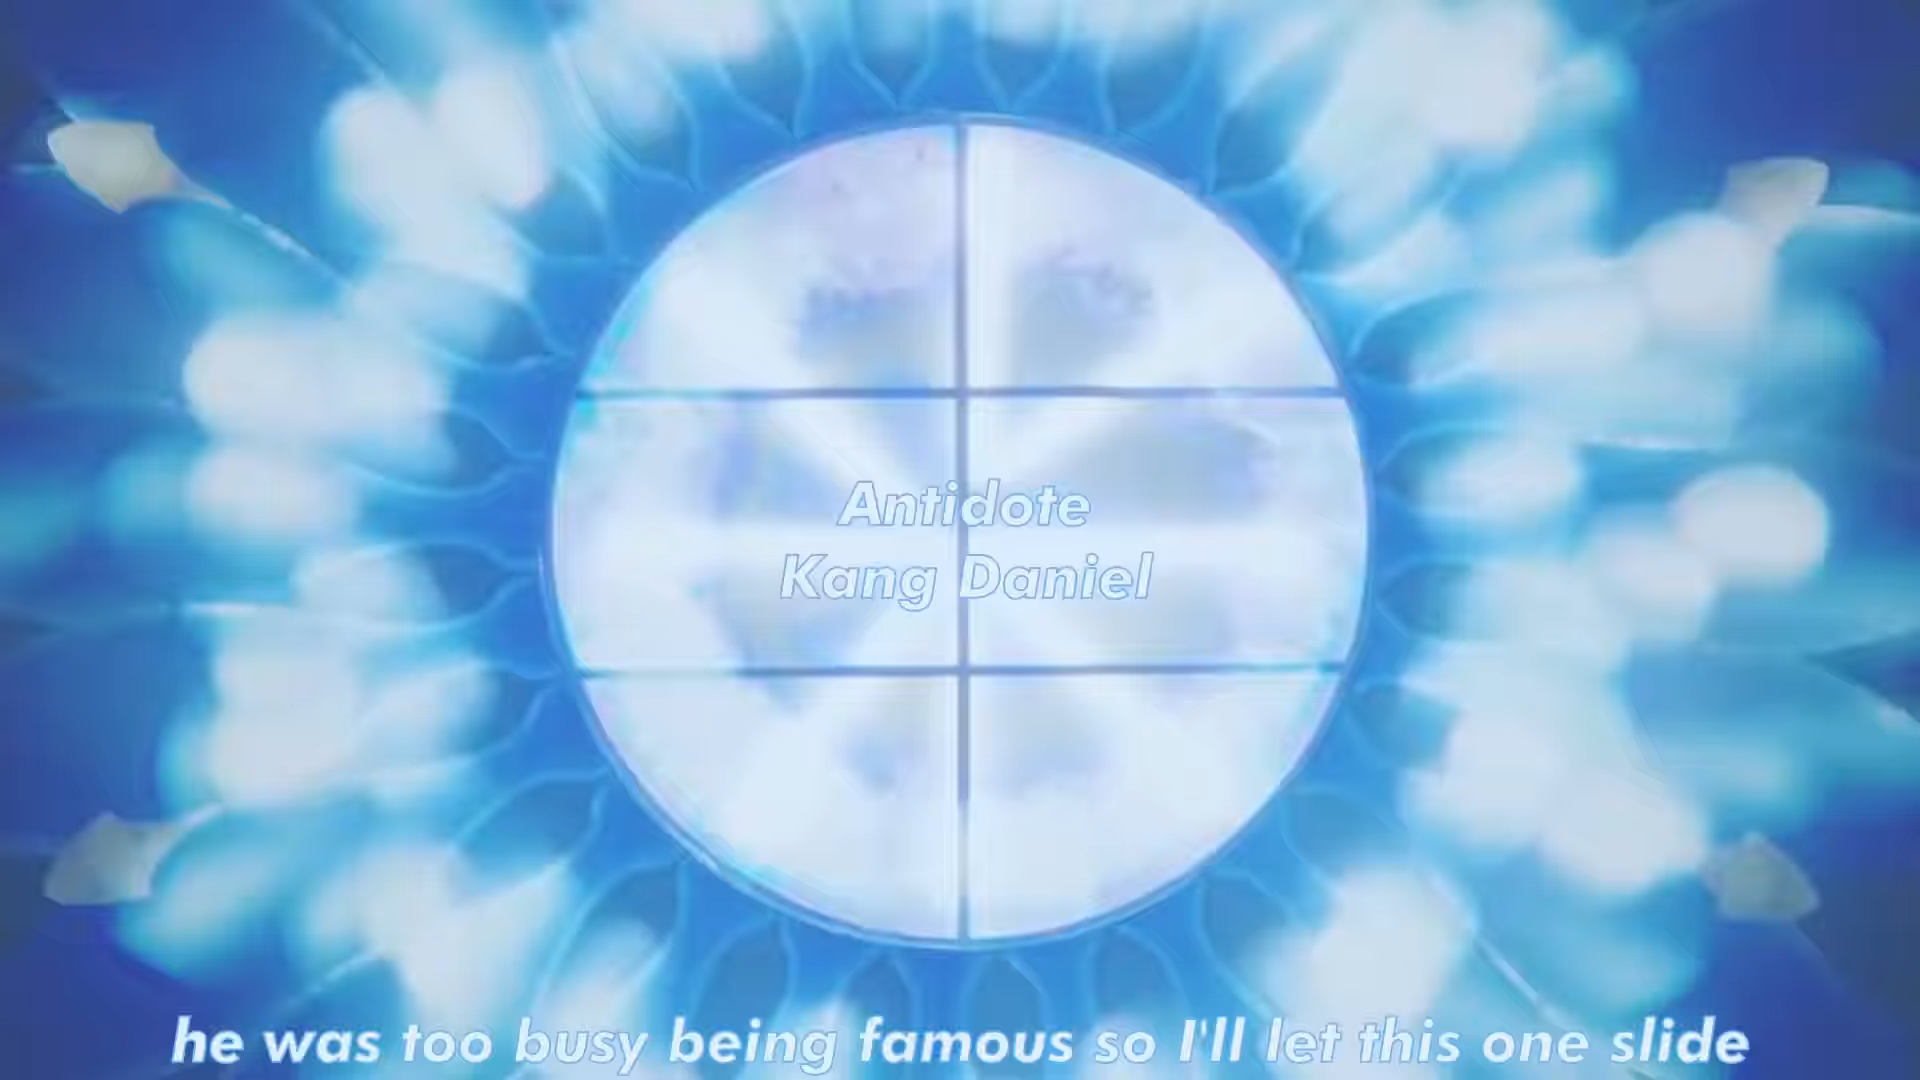 Antidote
Kang Daniel
he was too busy being famous so I'll let this one slide